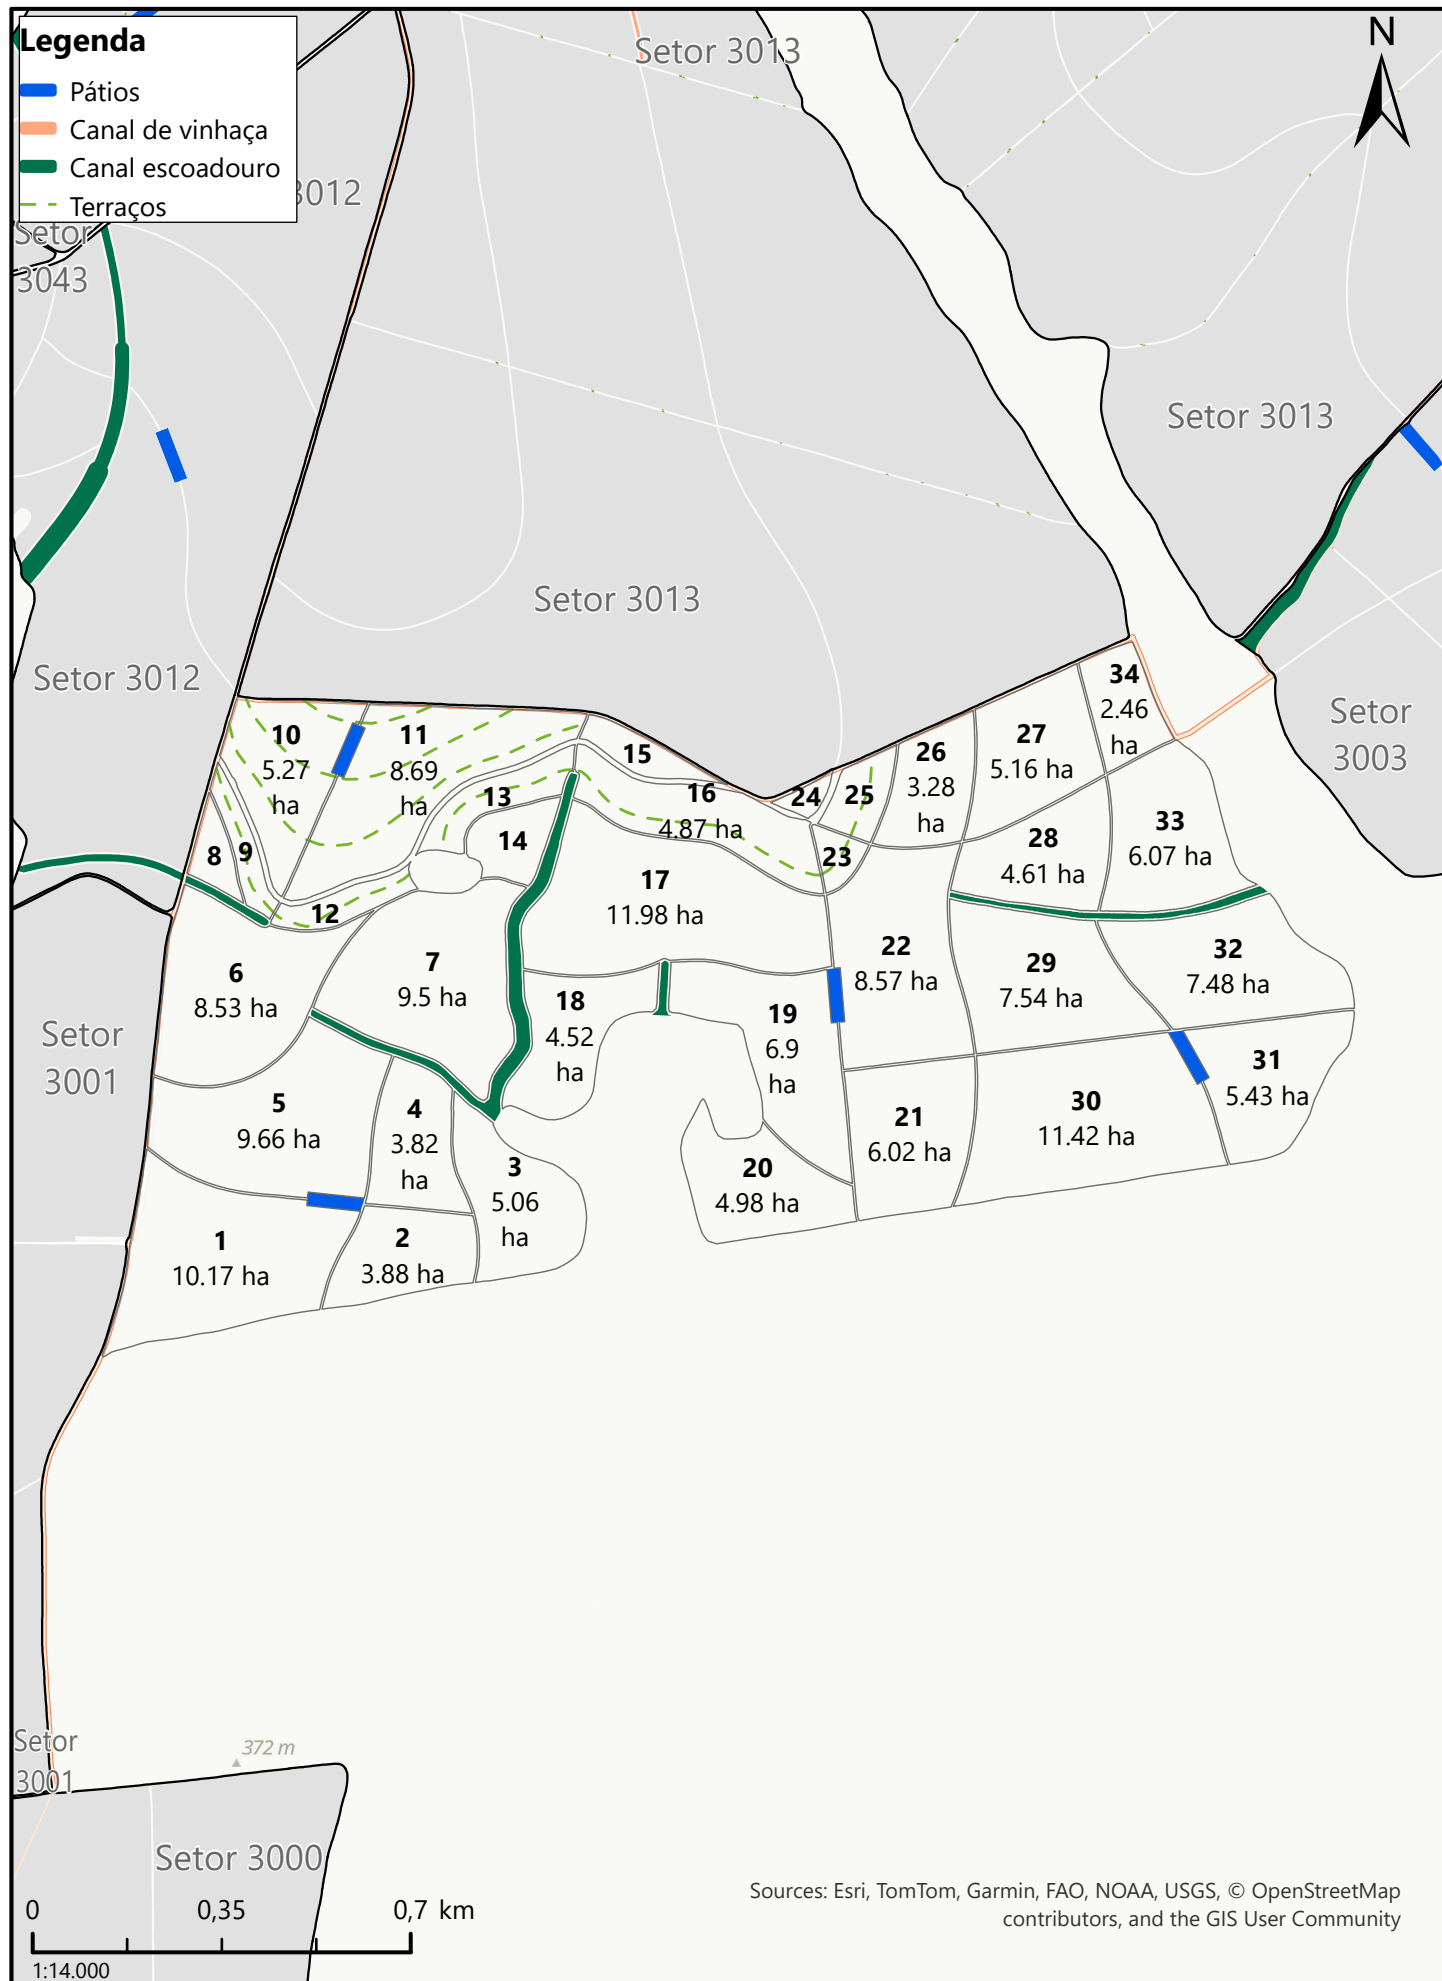 Legenda
Pátios
Canal de vinhaça
Canal escoadouro
Terraços
N
Setor 3013
3012
Setor
3043
Setor 3013
Setor 3013
Setor 3012
Setor
3003
34
2.46
ha
10
5.27
ha
11
8.69
ha
15
27
5.16 ha
26
3.28
ha
13
16
4.87 ha
24
25
33
6.07 ha
8
9
14
23
28
4.61 ha
12
17
11.98 ha
6
8.53 ha
7
9.5 ha
22
8.57 ha
29
7.54 ha
32
7.48 ha
18
4.52
ha
19
6.9
ha
Setor
3001
5
9.66 ha
4
3.82
ha
31
5.43 ha
30
11.42 ha
21
6.02 ha
3
5.06
ha
20
4.98 ha
1
10.17 ha
2
3.88 ha
Setor
3001
372 m
Setor 3000
0 0,35 0,7 km
1:14.000
Sources: Esri, TomTom, Garmin, FAO, NOAA, USGS, © OpenStreetMap
contributors, and the GIS User Community